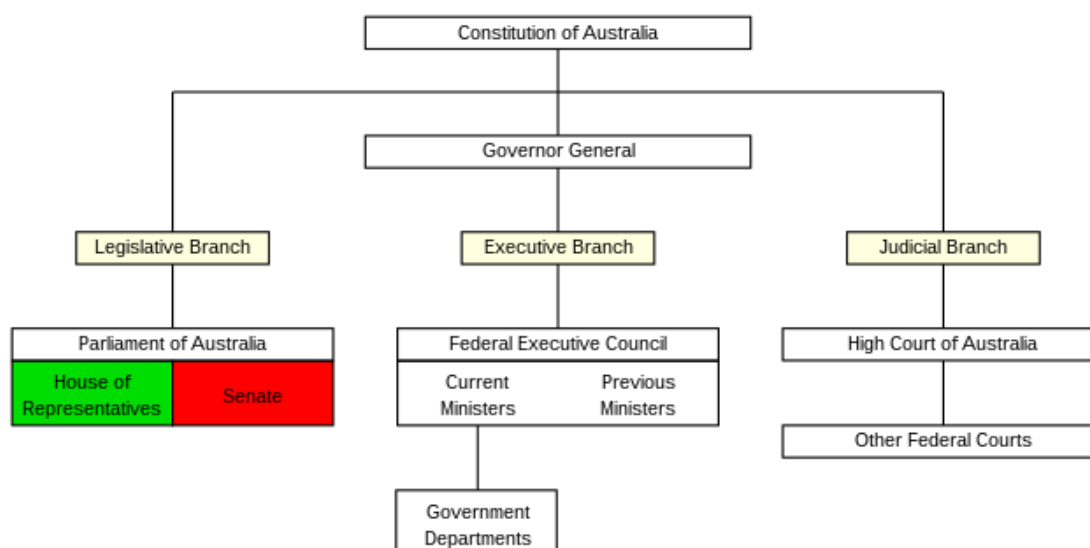 Constitution of Australia
Governor General
Legislative Branch
Executive Branch
Judicial Branch
Parliament of Australia
House of
Representatives
Senate
Federal Executive Council
Current
Ministers
Previous
Ministers
High Court of Australia
Other Federal Courts
Government
Departments